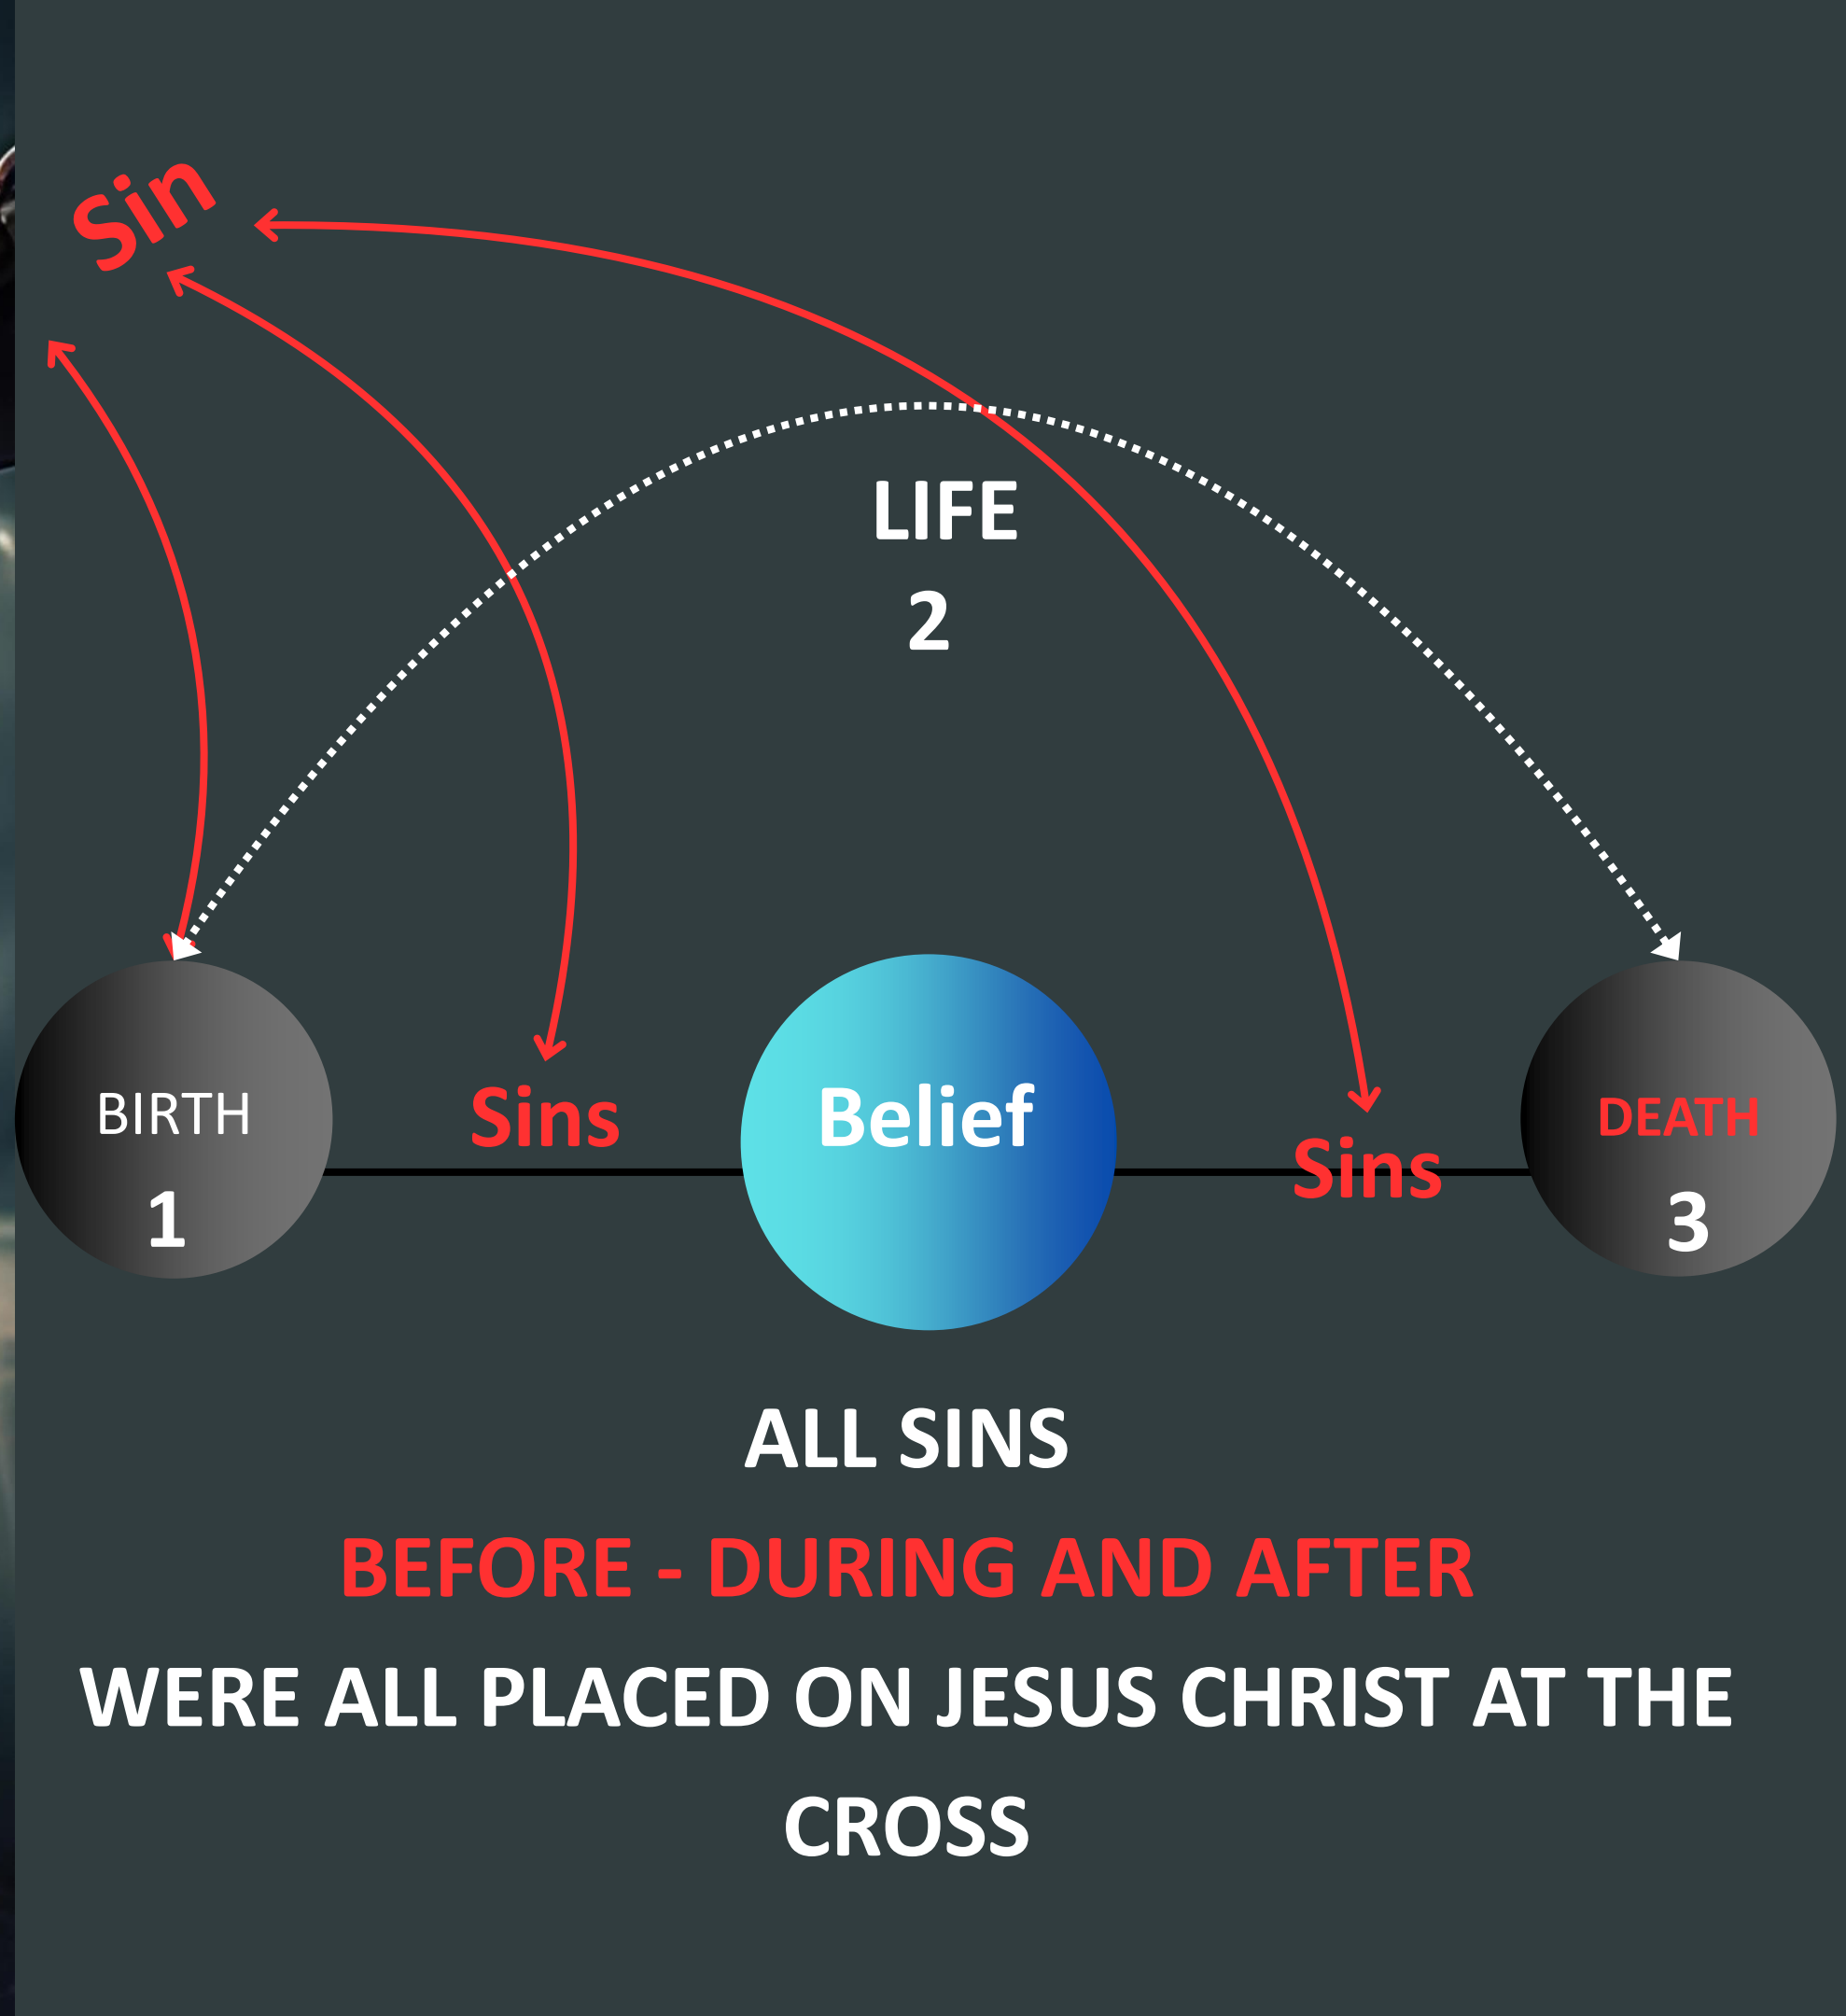 Sin
LIFE
2
BIRTH
1
Sins
Belief
Sins
DEATH
3
ALL SINS
BEFORE - DURING AND AFTER
WERE ALL PLACED ON JESUS CHRIST AT THE
CROSS